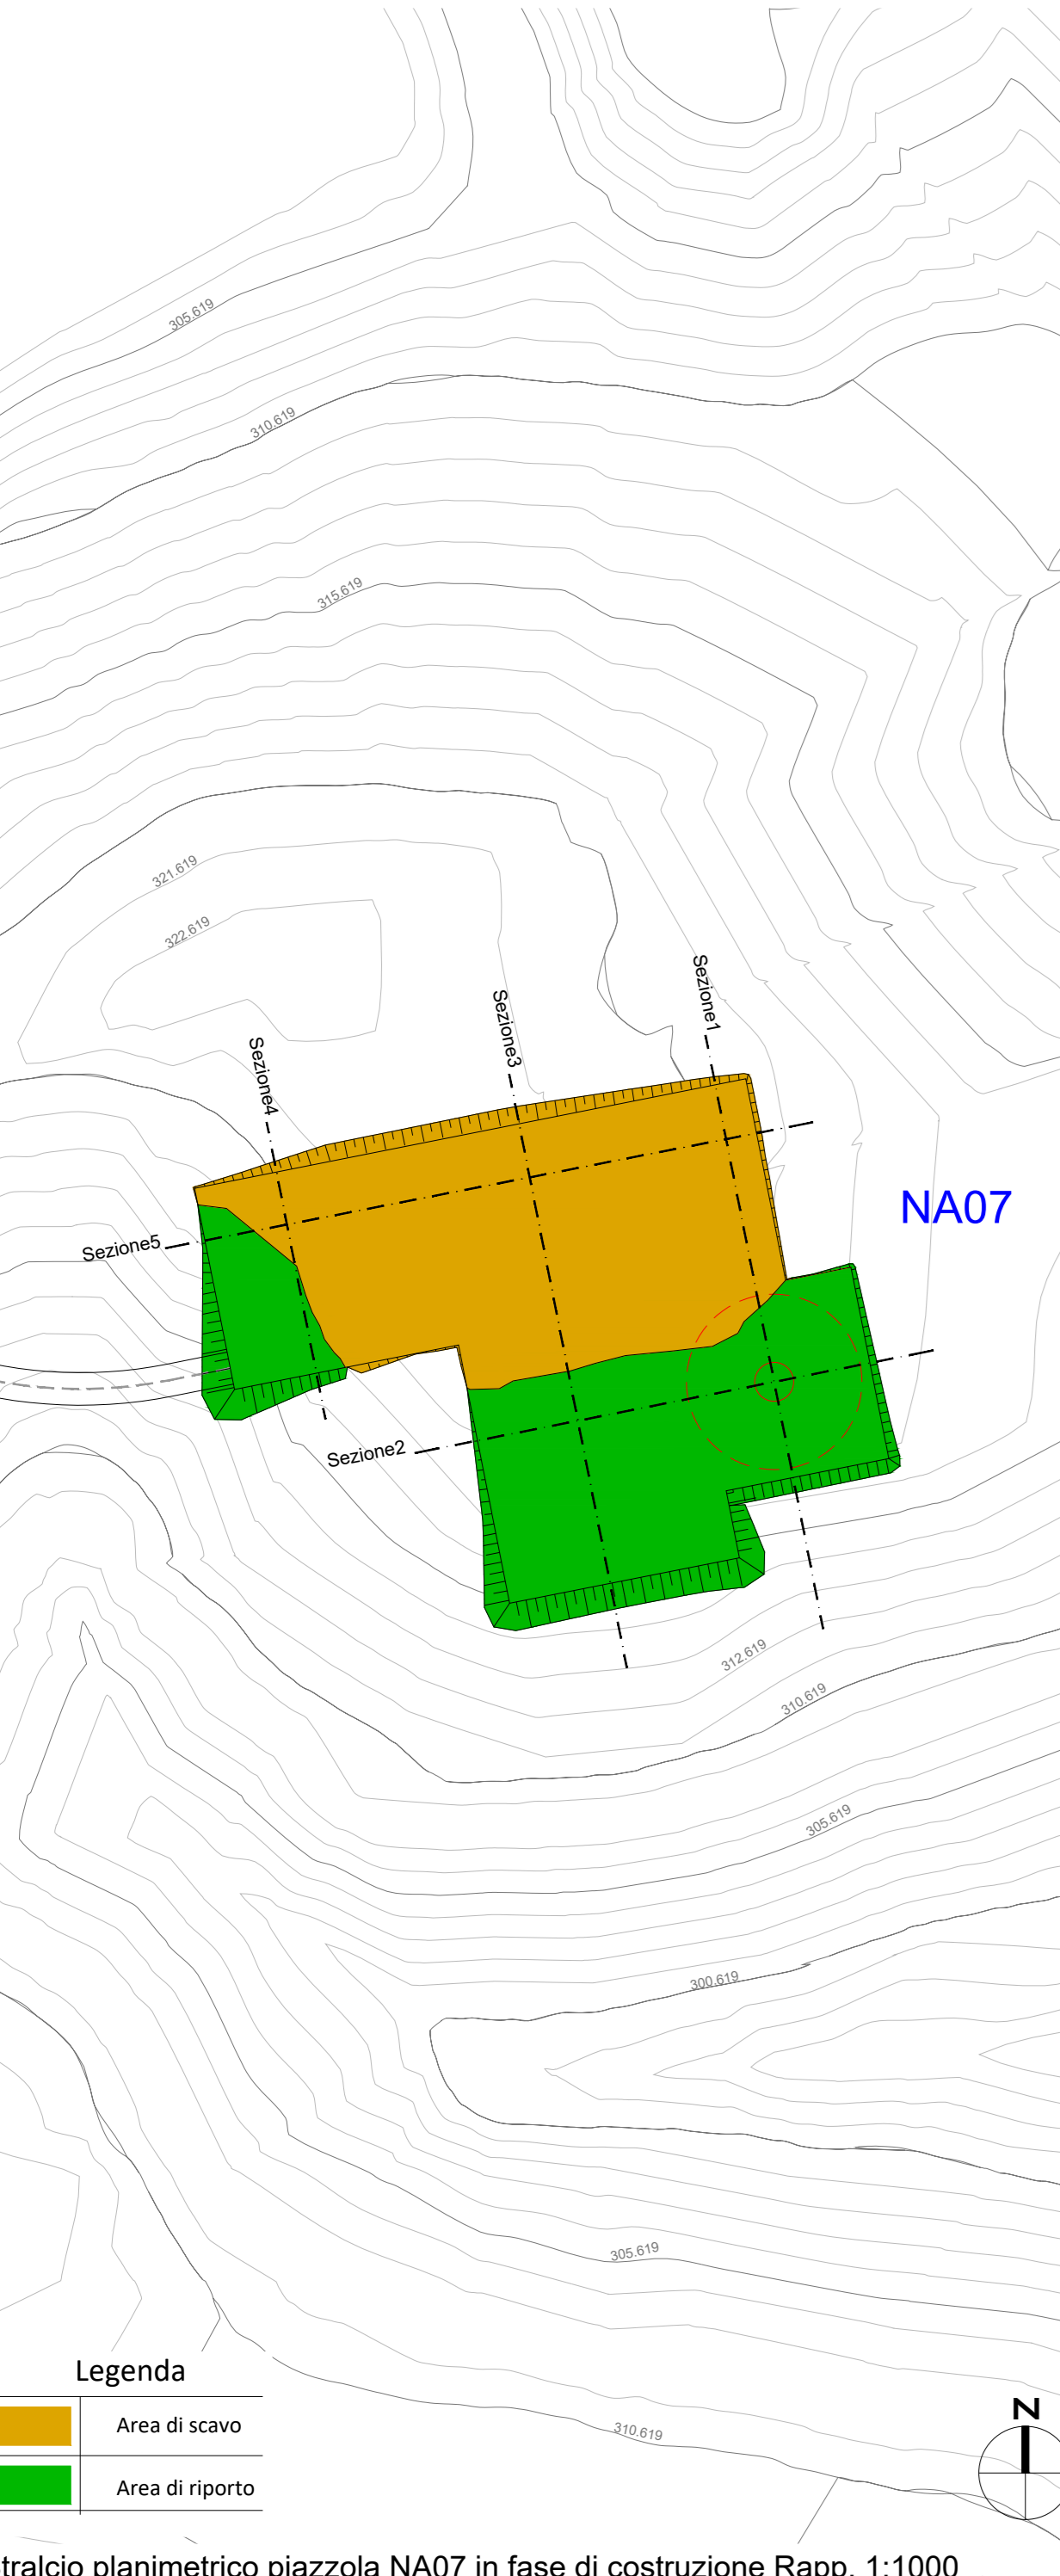 305.619
310.619
315.619
321.619
322.619
Sezione1
Sezione3
Sezione4
NA07
Sezione5
Sezione2
312.619
310.619
305.619
300.619
305.619
Legenda
Area di scavo
Area di riporto
310.619
N
planimetrico piazzola NA07 in fase di costruzione Rapp. 1:1000